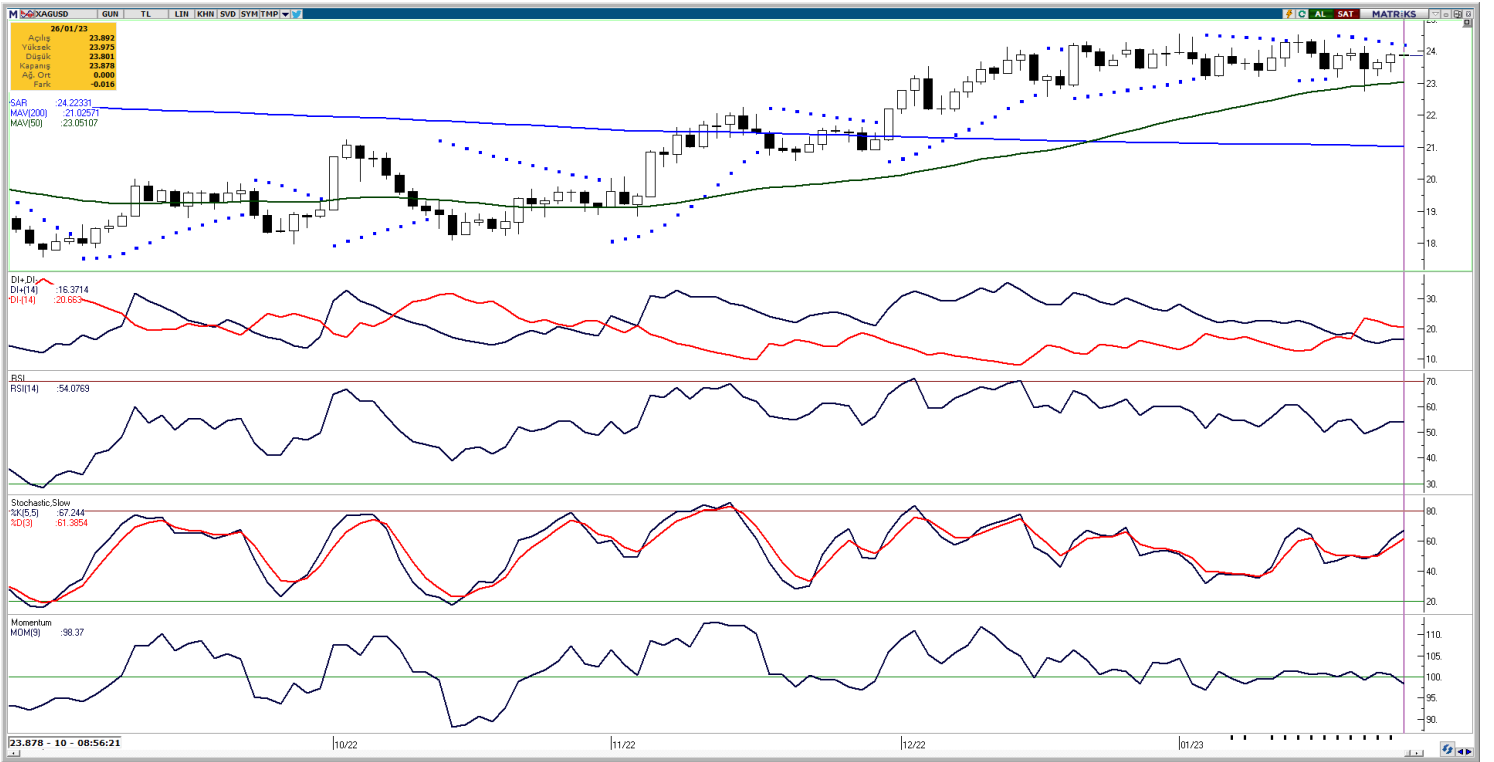 M XAGUSD GUN TL LIN KHN SVD SYM TMP C AL SAT MATRiKS
26/01/23
Açılış 23.892
Yüksek 23.975
Düşük 23.801
Kapanış 23.878
Ağ. Ort 0.000
Fark -0.016
SAR :24.22331
MAV(200) :21.02571
MAV(50) :23.05107
25.
24.
23.
22.
21.
20.
19.
18.
DI+,DI-
DI+(14) :16.3714
DI-(14) :20.663
30.
20.
10.
RSI
RSI(14) :54.0769
70.
60.
50.
40.
30.
Stochastic,Slow
%K(5,5) :67.244
%D(3) :61.3854
80.
60.
40.
20.
Momentum
MOM(9) :98.37
110.
105.
100.
95.
90.
23.878 - 10 - 08:56:21
10/22 11/22 12/22 01/23